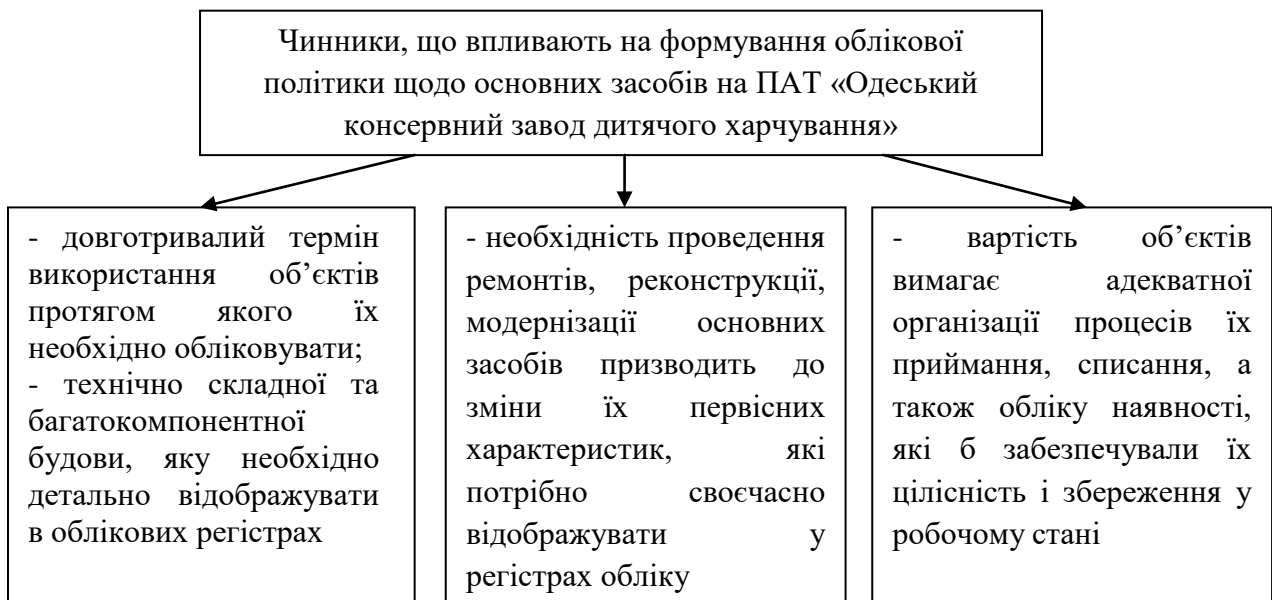 Чинники, що впливають на формування облікової
політики щодо основних засобів на ПАТ «Одеський
консервний завод дитячого харчування»
- довготривалий термін
використання об’єктів
протягом якого їх
необхідно обліковувати;
- технічно складної та
багатокомпонентної
будови, яку необхідно
детально відображувати
в облікових регістрах
- необхідність проведення
ремонтів, реконструкції,
модернізації основних
засобів призводить до
зміни їх первісних
характеристик, які
потрібно своєчасно
відображувати у
регістрах обліку
- вартість об’єктів
вимагає адекватної
організації процесів їх
приймання, списання, а
також обліку наявності,
які б забезпечували їх
цілісність і збереження у
робочому стані